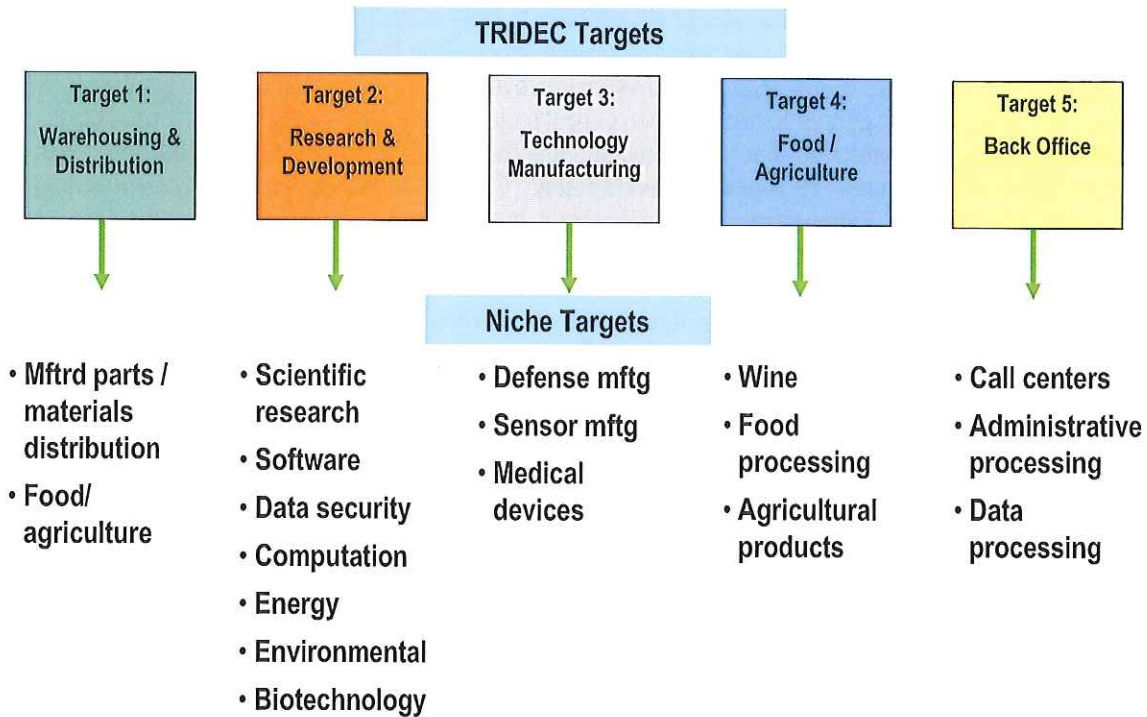 TRIDEC Targets
Target 1:
Warehousing &
Distribution
Target 2:
Research &
Development
Target 3:
Technology
Manufacturing
Target 4:
Food /
Agriculture
Target 5:
Back Office
Niche Targets
• Mftrd parts /
materials
distribution
• Food/
agriculture
• Scientific
research
• Software
• Data security
• Computation
• Energy
• Environmental
• Biotechnology
• Defense mftg
• Sensor mftg
• Medical
devices
• Wine
• Food
processing
• Agricultural
products
• Call centers
• Administrative
processing
• Data
processing